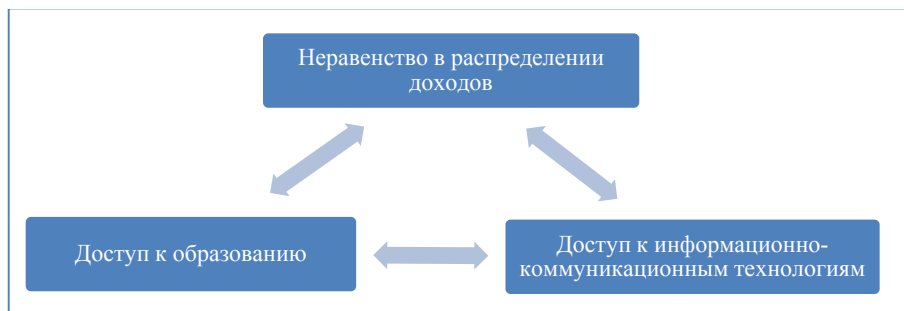 Неравенство в распределении
доходов
Доступ к образованию
Доступ к информационно-
коммуникационным технологиям